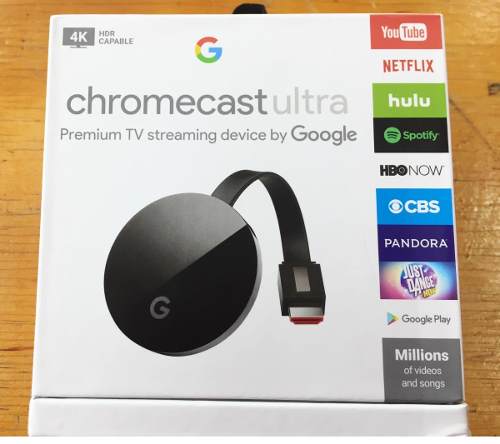 4K HDR
CAPABLE
G
chromecast ultra
Premium TV streaming device by Google
G
YouTube
NETFLIX
hulu
Spotify
HBO NOW
CBS
PANDORA
JUST
DANCE
NOW
Google Play
Millions
of videos
and songs